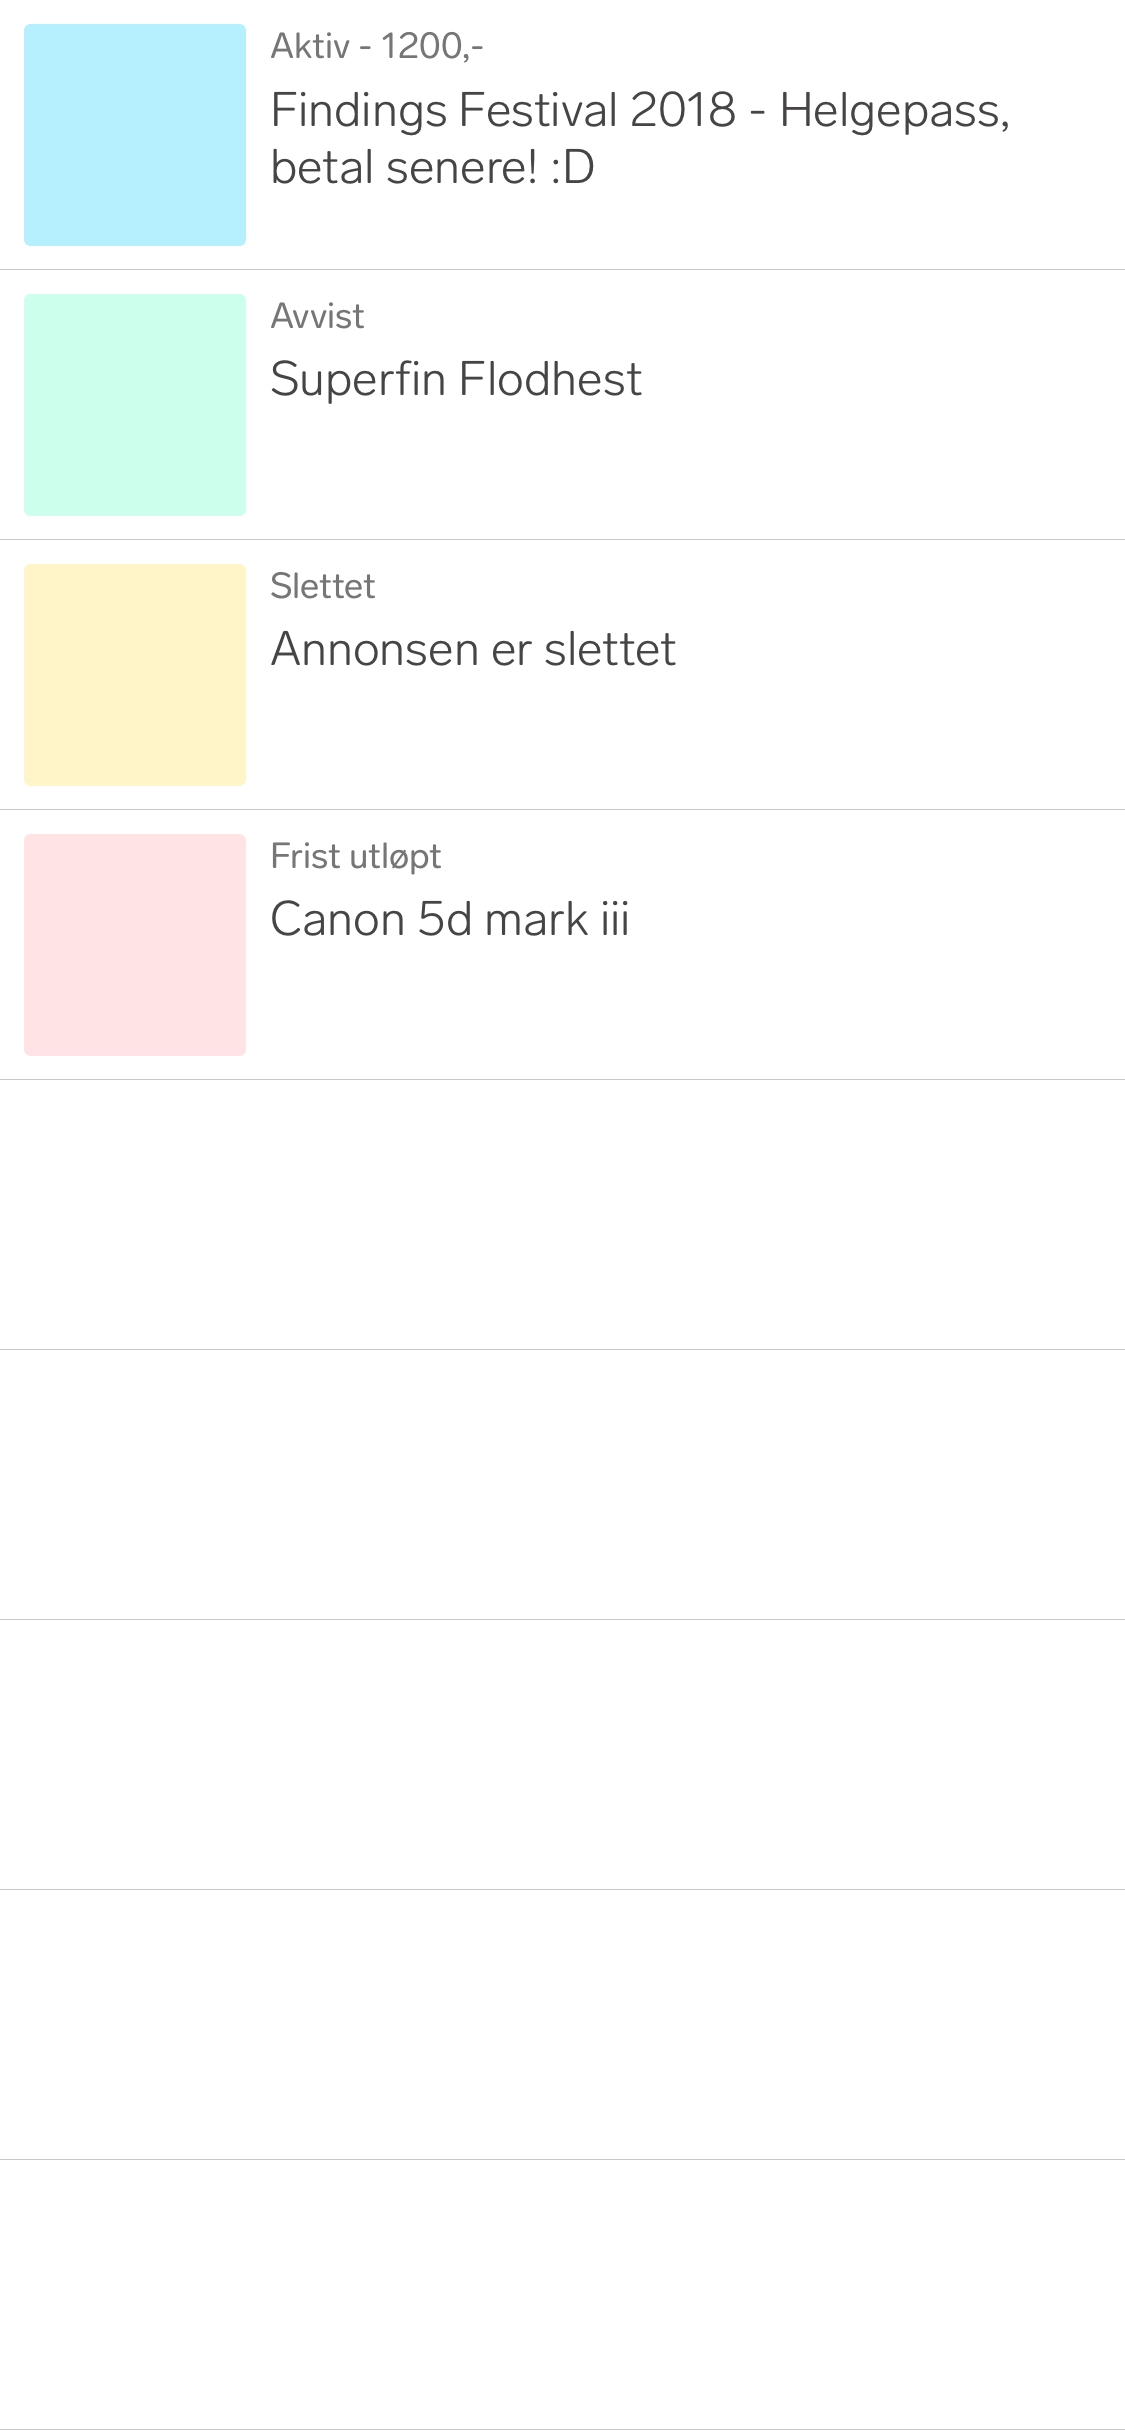 Aktiv - 1200,-
Findings Festival 2018 - Helgepass,
betal senere! :D
Avvist
Superfin Flodhest
Slettet
Annonsen er slettet
Frist utløpt
Canon 5d mark iii